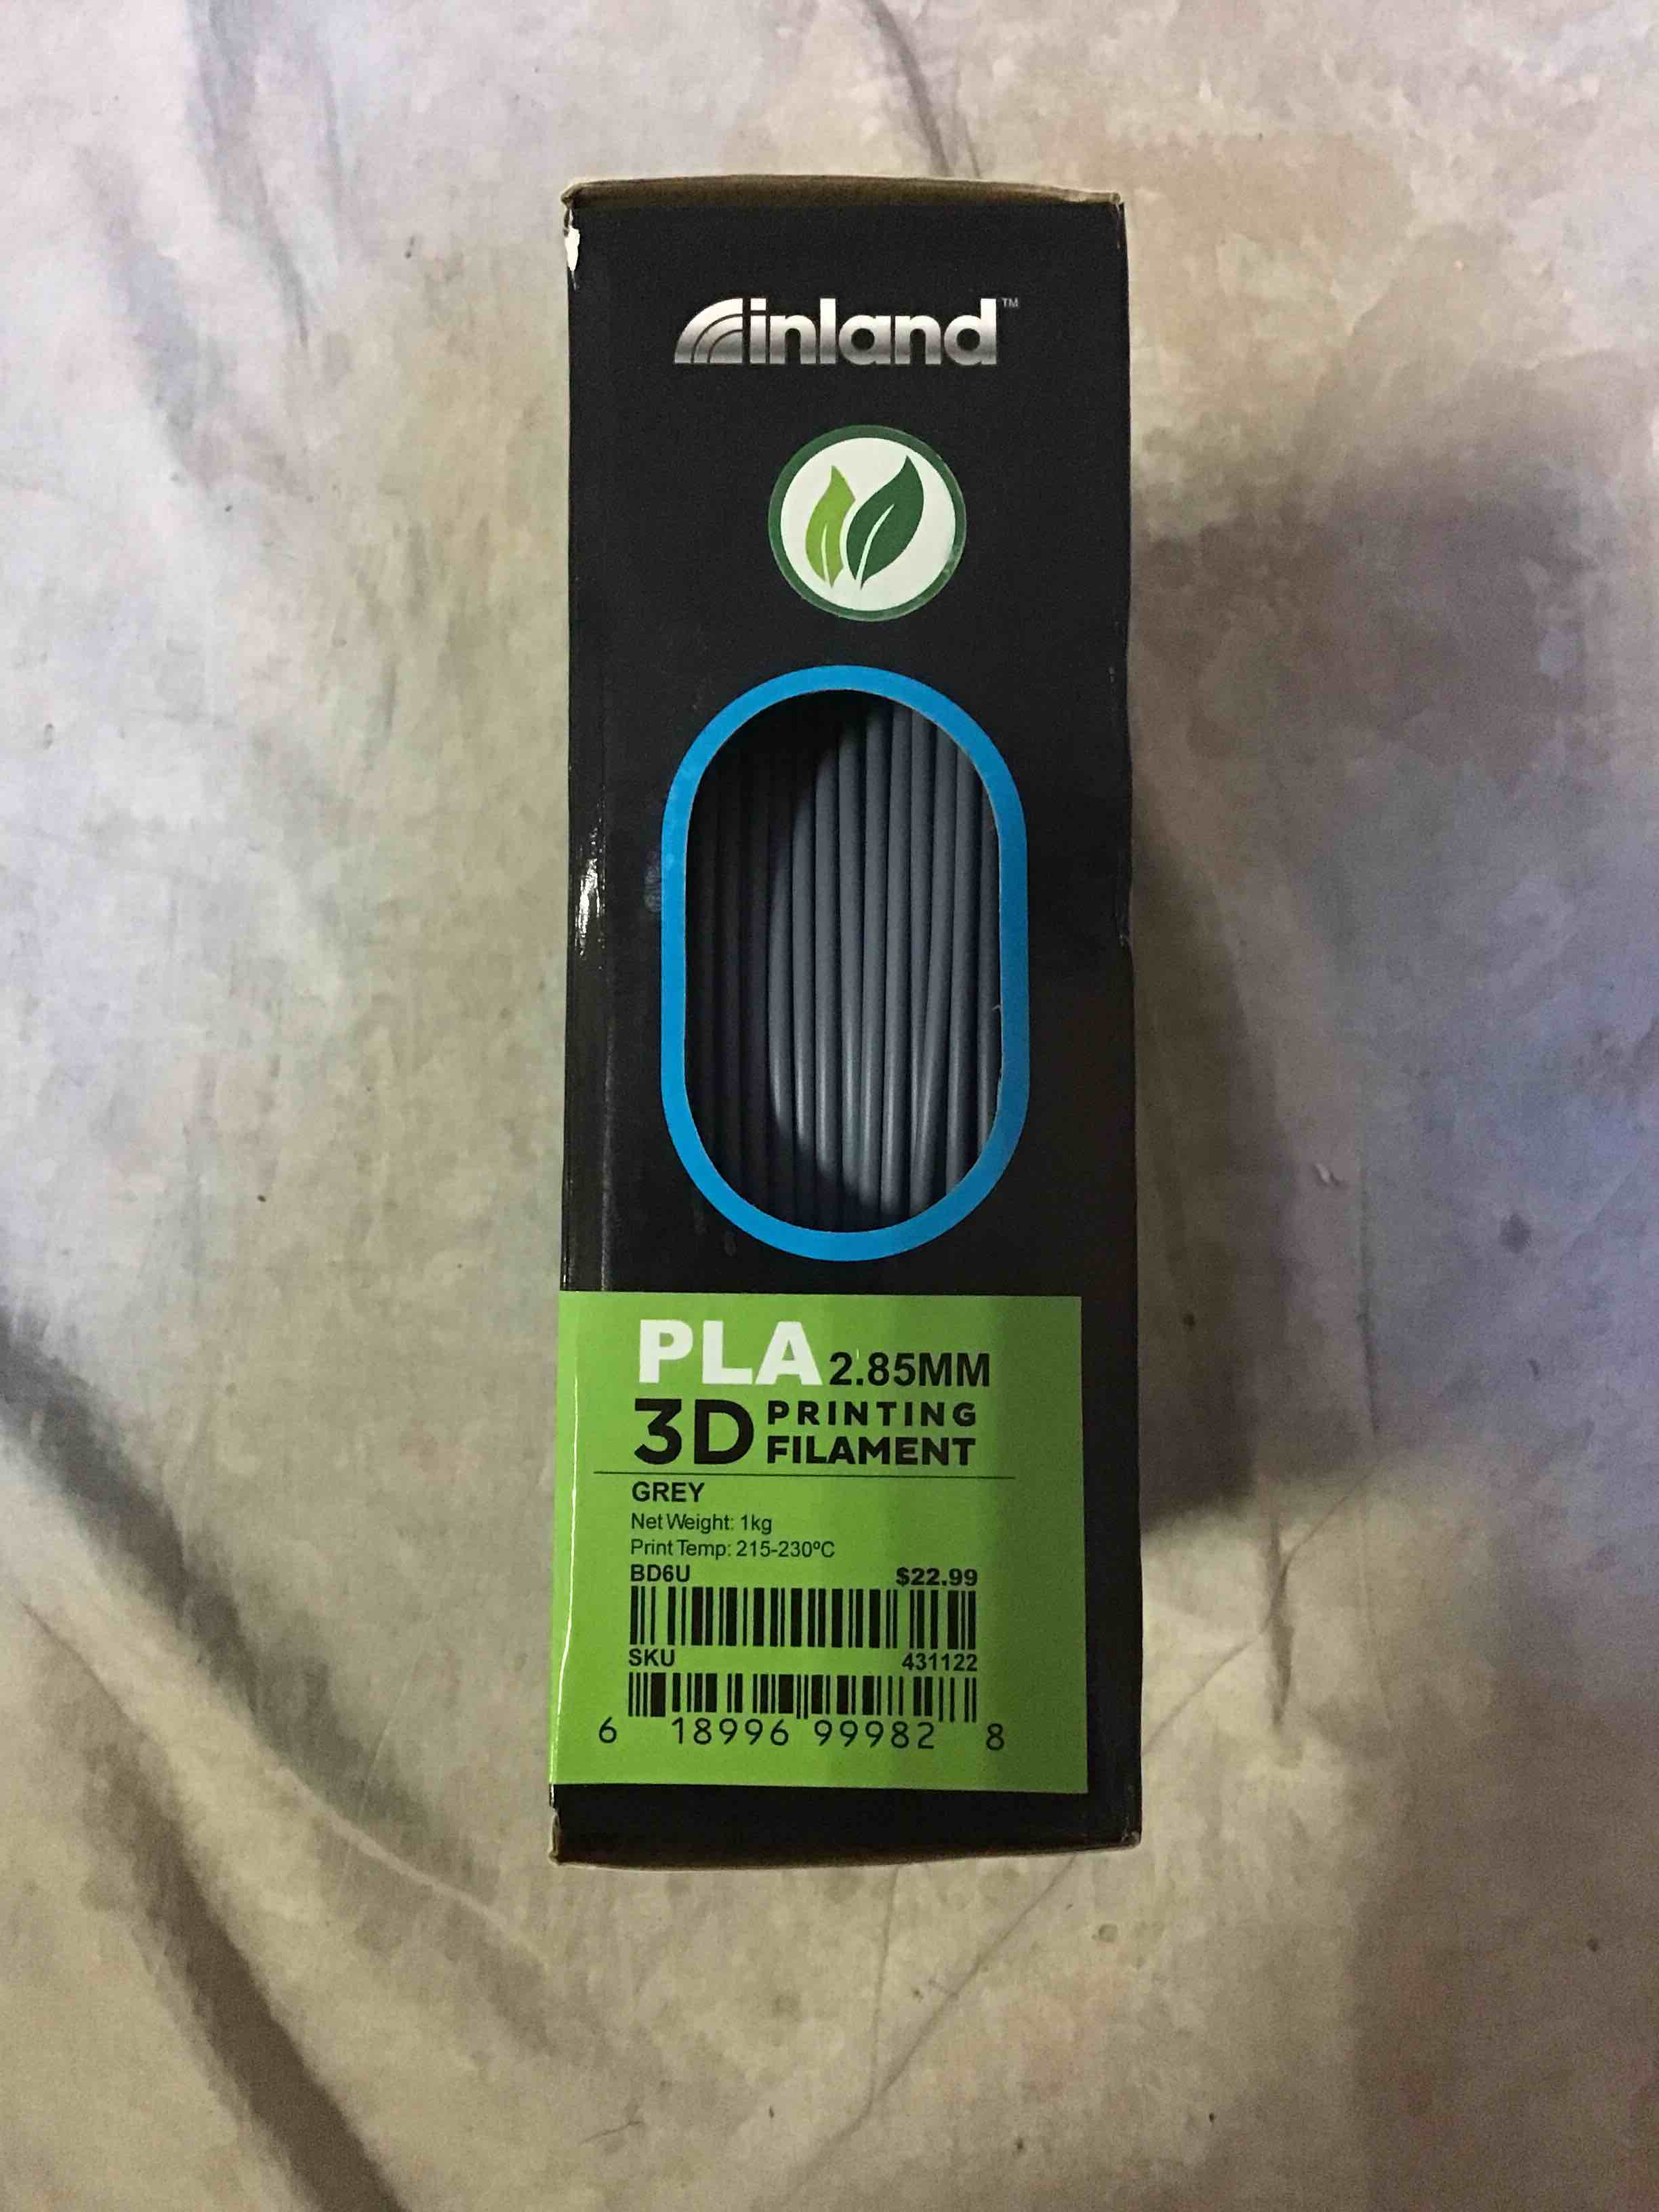 inland™
PLA 2.85MM
3D PRINTING
FILAMENT
GREY
Net Weight: 1kg
Print Temp: 215-230ºC
BD6U $22.99
SKU 431122
6 18996 99982 8